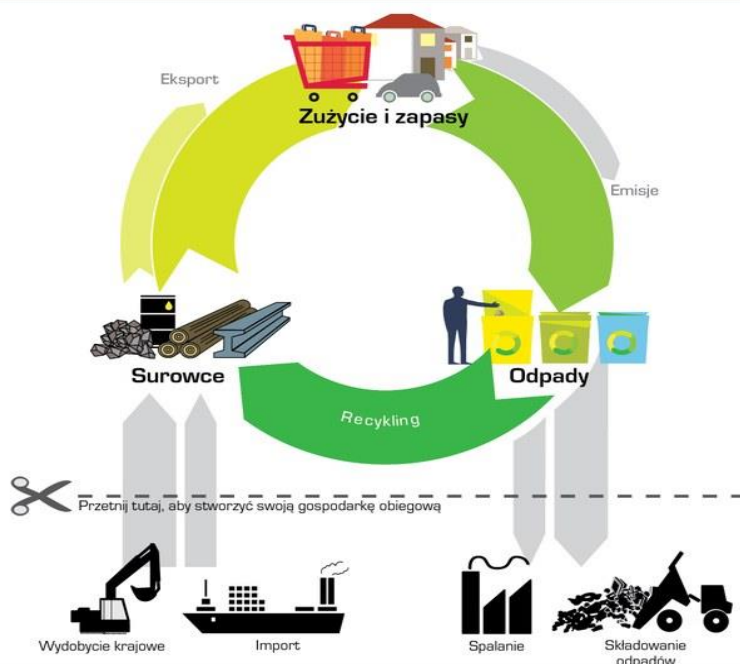 Eksport
Zużycie i zapasy
Emisje
Surowce
Odpady
Recykling
Przetnij tutaj, aby stworzyć swoją gospodarkę obiegową
Wydobycie krajowe
Import
Spalanie
Składowanie
odpadów